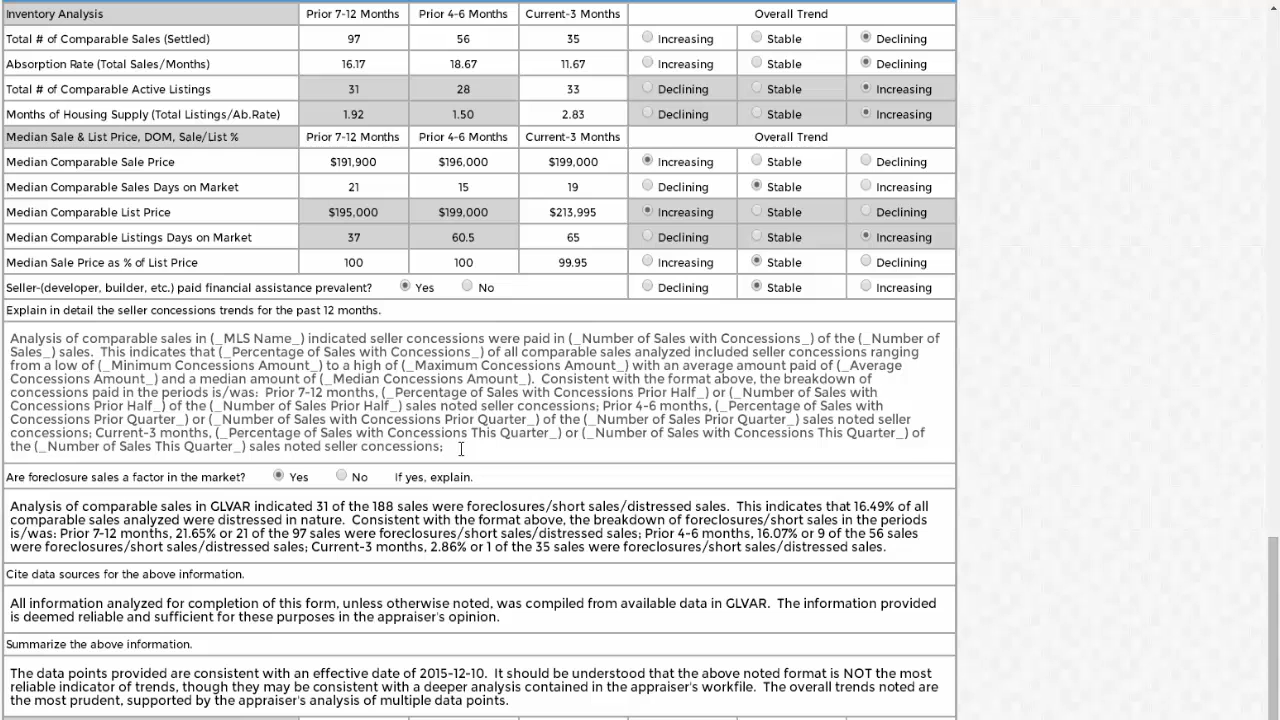 Inventory Analysis Prior 7-12 Months Prior 4-6 Months Current-3 Months Overall Trend
Total # of Comparable Sales (Settled) 97 56 35 Increasing Stable Declining
Absorption Rate (Total Sales/Months) 16.17 18.67 11.67 Increasing Stable Declining
Total # of Comparable Active Listings 31 28 33 Declining Stable Increasing
Months of Housing Supply (Total Listings/Ab.Rate) 1.92 1.50 2.83 Declining Stable Increasing
Median Sale & List Price, DOM, Sale/List % Prior 7-12 Months Prior 4-6 Months Current-3 Months Overall Trend
Median Comparable Sale Price $191,900 $196,000 $199,000 Increasing Stable Declining
Median Comparable Sales Days on Market 21 15 19 Declining Stable Increasing
Median Comparable List Price $195,000 $199,000 $213,995 Increasing Stable Declining
Median Comparable Listings Days on Market 37 60.5 65 Declining Stable Increasing
Median Sale Price as % of List Price 100 100 99.95 Increasing Stable Declining
Seller-(developer, builder, etc.) paid financial assistance prevalent? Yes No Declining Stable Increasing
Explain in detail the seller concessions trends for the past 12 months.
Analysis of comparable sales in (_MLS Name_) indicated seller concessions were paid in (_Number of Sales with Concessions_) of the (_Number of
Sales_) sales. This indicates that (_Percentage of Sales with Concessions_) of all comparable sales analyzed included seller concessions ranging
from a low of (_Minimum Concessions Amount_) to a high of (_Maximum Concessions Amount_) with an average amount paid of (_Average
Concessions Amount_) and a median amount of (_Median Concessions Amount_). Consistent with the format above, the breakdown of
concessions paid in the periods is/was: Prior 7-12 months, (_Percentage of Sales with Concessions Prior Half_) or (_Number of Sales with
Concessions Prior Half_) of the (_Number of Sales Prior Half_) sales noted seller concessions; Prior 4-6 months, (_Percentage of Sales with
Concessions Prior Quarter_) or (_Number of Sales with Concessions Prior Quarter_) of the (_Number of Sales Prior Quarter_) sales noted seller
concessions; Current-3 months, (_Percentage of Sales with Concessions This Quarter_) or (_Number of Sales with Concessions This Quarter_) of
the (_Number of Sales This Quarter_) sales noted seller concessions;
Are foreclosure sales a factor in the market? Yes No If yes, explain.
Analysis of comparable sales in GLVAR indicated 31 of the 188 sales were foreclosures/short sales/distressed sales. This indicates that 16.49% of all
comparable sales analyzed were distressed in nature. Consistent with the format above, the breakdown of foreclosures/short sales in the periods
is/was: Prior 7-12 months, 21.65% or 21 of the 97 sales were foreclosures/short sales/distressed sales; Prior 4-6 months, 16.07% or 9 of the 56 sales
were foreclosures/short sales/distressed sales; Current-3 months, 2.86% or 1 of the 35 sales were foreclosures/short sales/distressed sales.
Cite data sources for the above information.
All information analyzed for completion of this form, unless otherwise noted, was compiled from available data in GLVAR. The information provided
is deemed reliable and sufficient for these purposes in the appraiser's opinion.
Summarize the above information.
The data points provided are consistent with an effective date of 2015-12-10. It should be understood that the above noted format is NOT the most
reliable indicator of trends, though they may be consistent with a deeper analysis contained in the appraiser's workfile. The overall trends noted are
the most prudent, supported by the appraiser's analysis of multiple data points.